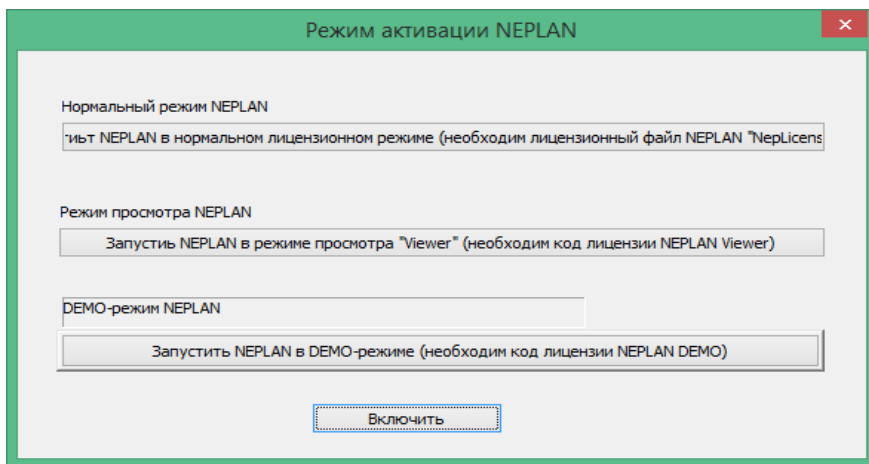 Режим активации NEPLAN
Нормальный режим NEPLAN
тиьт NEPLAN в нормальном лицензионном режиме (необходим лицензионный файл NEPLAN "NepLicens
Режим просмотра NEPLAN
Запустиь NEPLAN в режиме просмотра "Viewer" (необходим код лицензии NEPLAN Viewer)
DEMO-режим NEPLAN
Запустить NEPLAN в DEMO-режиме (необходим код лицензии NEPLAN DEMO)
Включить